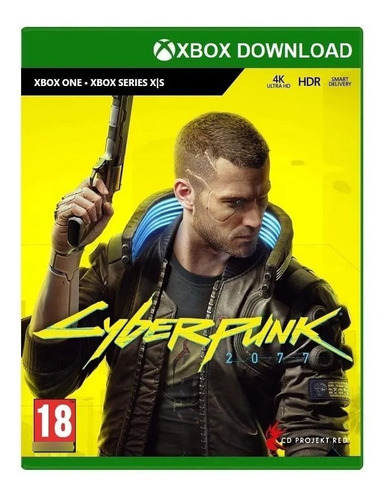 XBOX DOWNLOAD
XBOX ONE • XBOX SERIES X|S
4K
ULTRA HD
HDR
SMART
DELIVERY
Cyberpunk
2077
18
CD PROJEKT RED